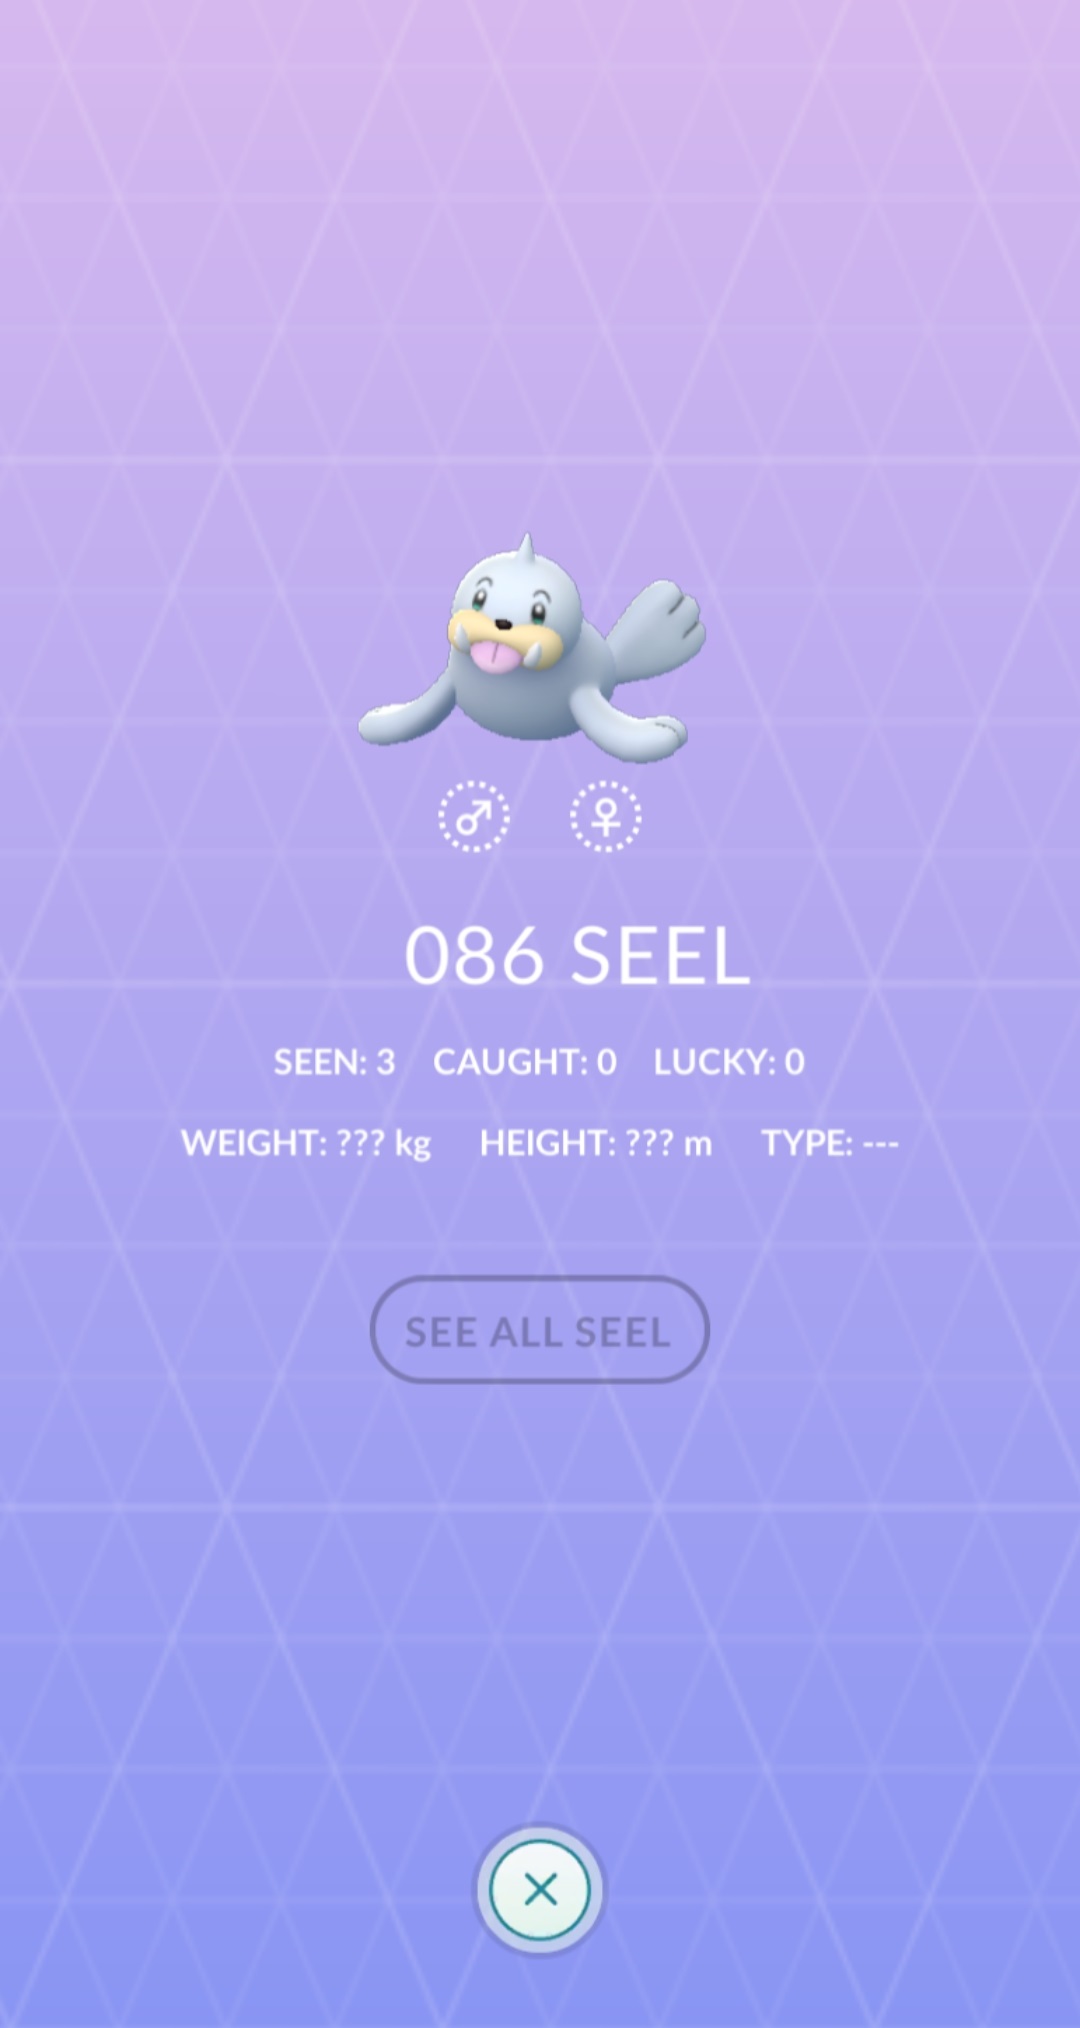 086 SEEL
SEEN: 3 CAUGHT: 0 LUCKY: 0
WEIGHT: ??? kg HEIGHT: ??? m TYPE: ---
SEE ALL SEEL